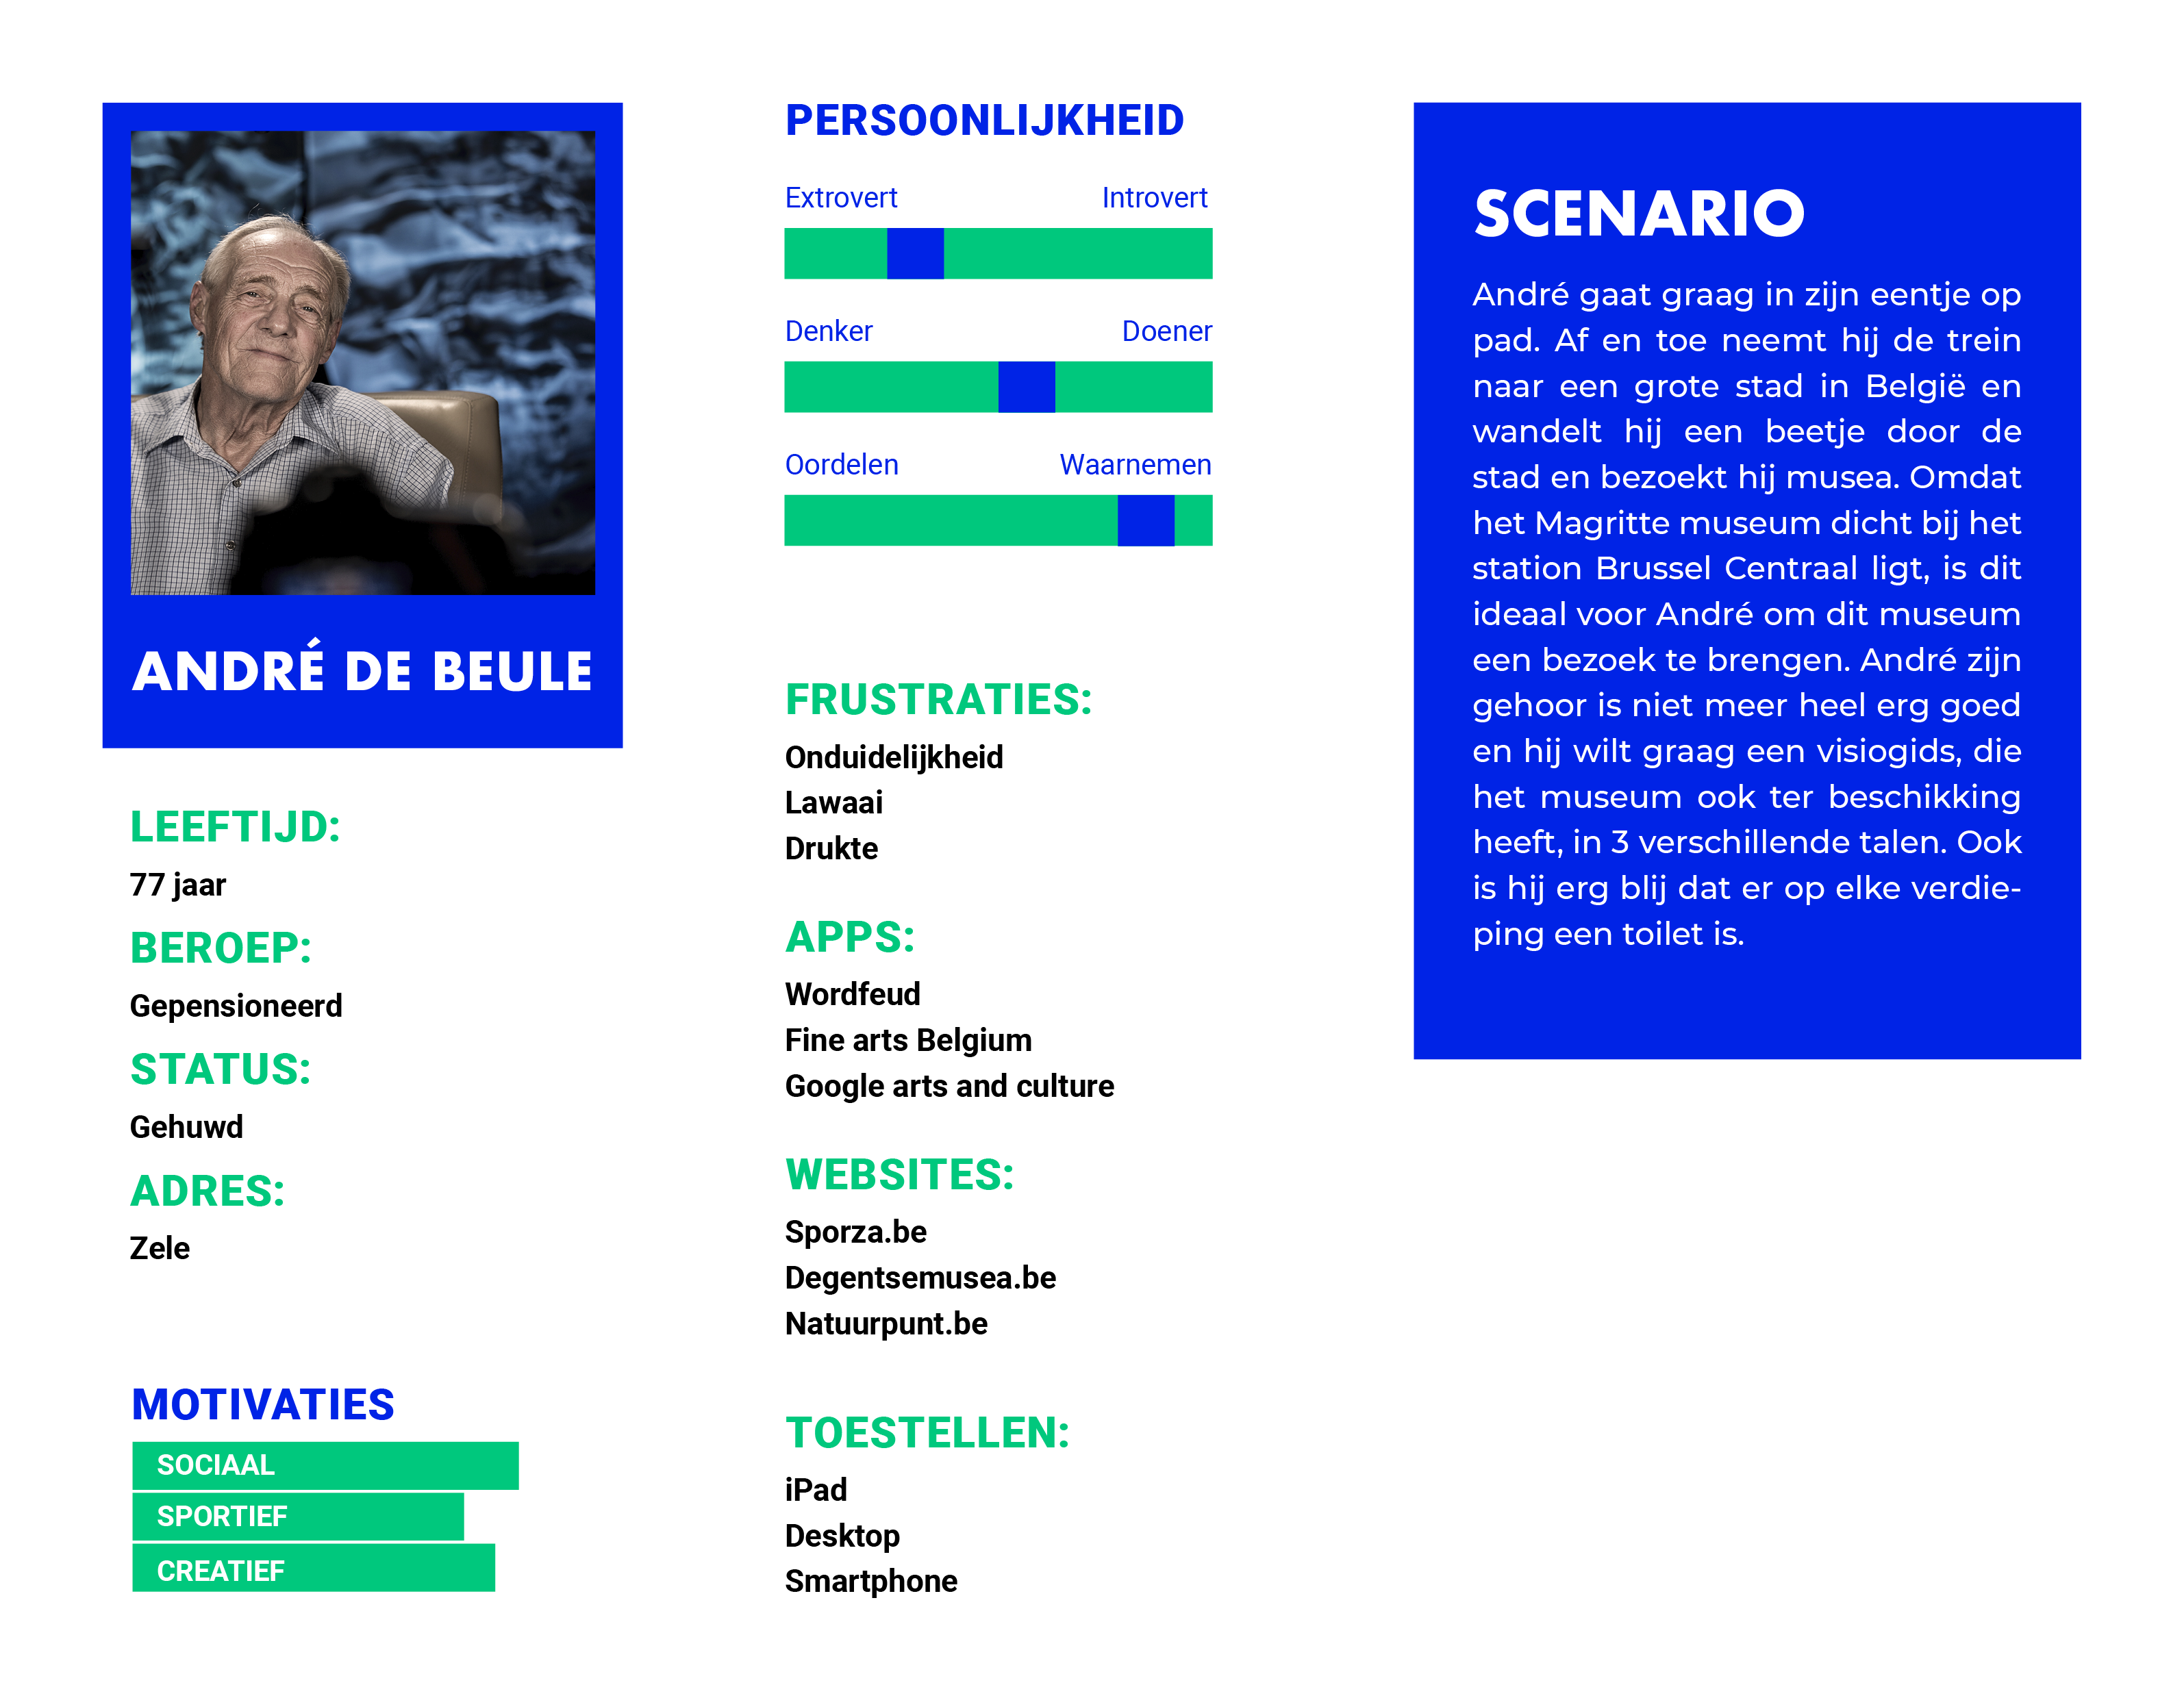 ANDRÉ DE BEULE
LEEFTIJD:
77 jaar
BEROEP:
Gepensioneerd
STATUS:
Gehuwd
ADRES:
Zele
MOTIVATIES
SOCIAAL
SPORTIEF
CREATIEF
PERSOONLIJKHEID
Extrovert Introvert
Denker Doener
Oordelen Waarnemen
FRUSTRATIES:
Onduidelijkheid
Lawaai
Drukte
APPS:
Wordfeud
Fine arts Belgium
Google arts and culture
WEBSITES:
Sporza.be
Degentsemusea.be
Natuurpunt.be
TOESTELLEN:
iPad
Desktop
Smartphone
SCENARIO
André gaat graag in zijn eentje op
pad. Af en toe neemt hij de trein
naar een grote stad in België en
wandelt hij een beetje door de
stad en bezoekt hij musea. Omdat
het Magritte museum dicht bij het
station Brussel Centraal ligt, is dit
ideaal voor André om dit museum
een bezoek te brengen. André zijn
gehoor is niet meer heel erg goed
en hij wilt graag een visiogids, die
het museum ook ter beschikking
heeft, in 3 verschillende talen. Ook
is hij erg blij dat er op elke verdie-
ping een toilet is.